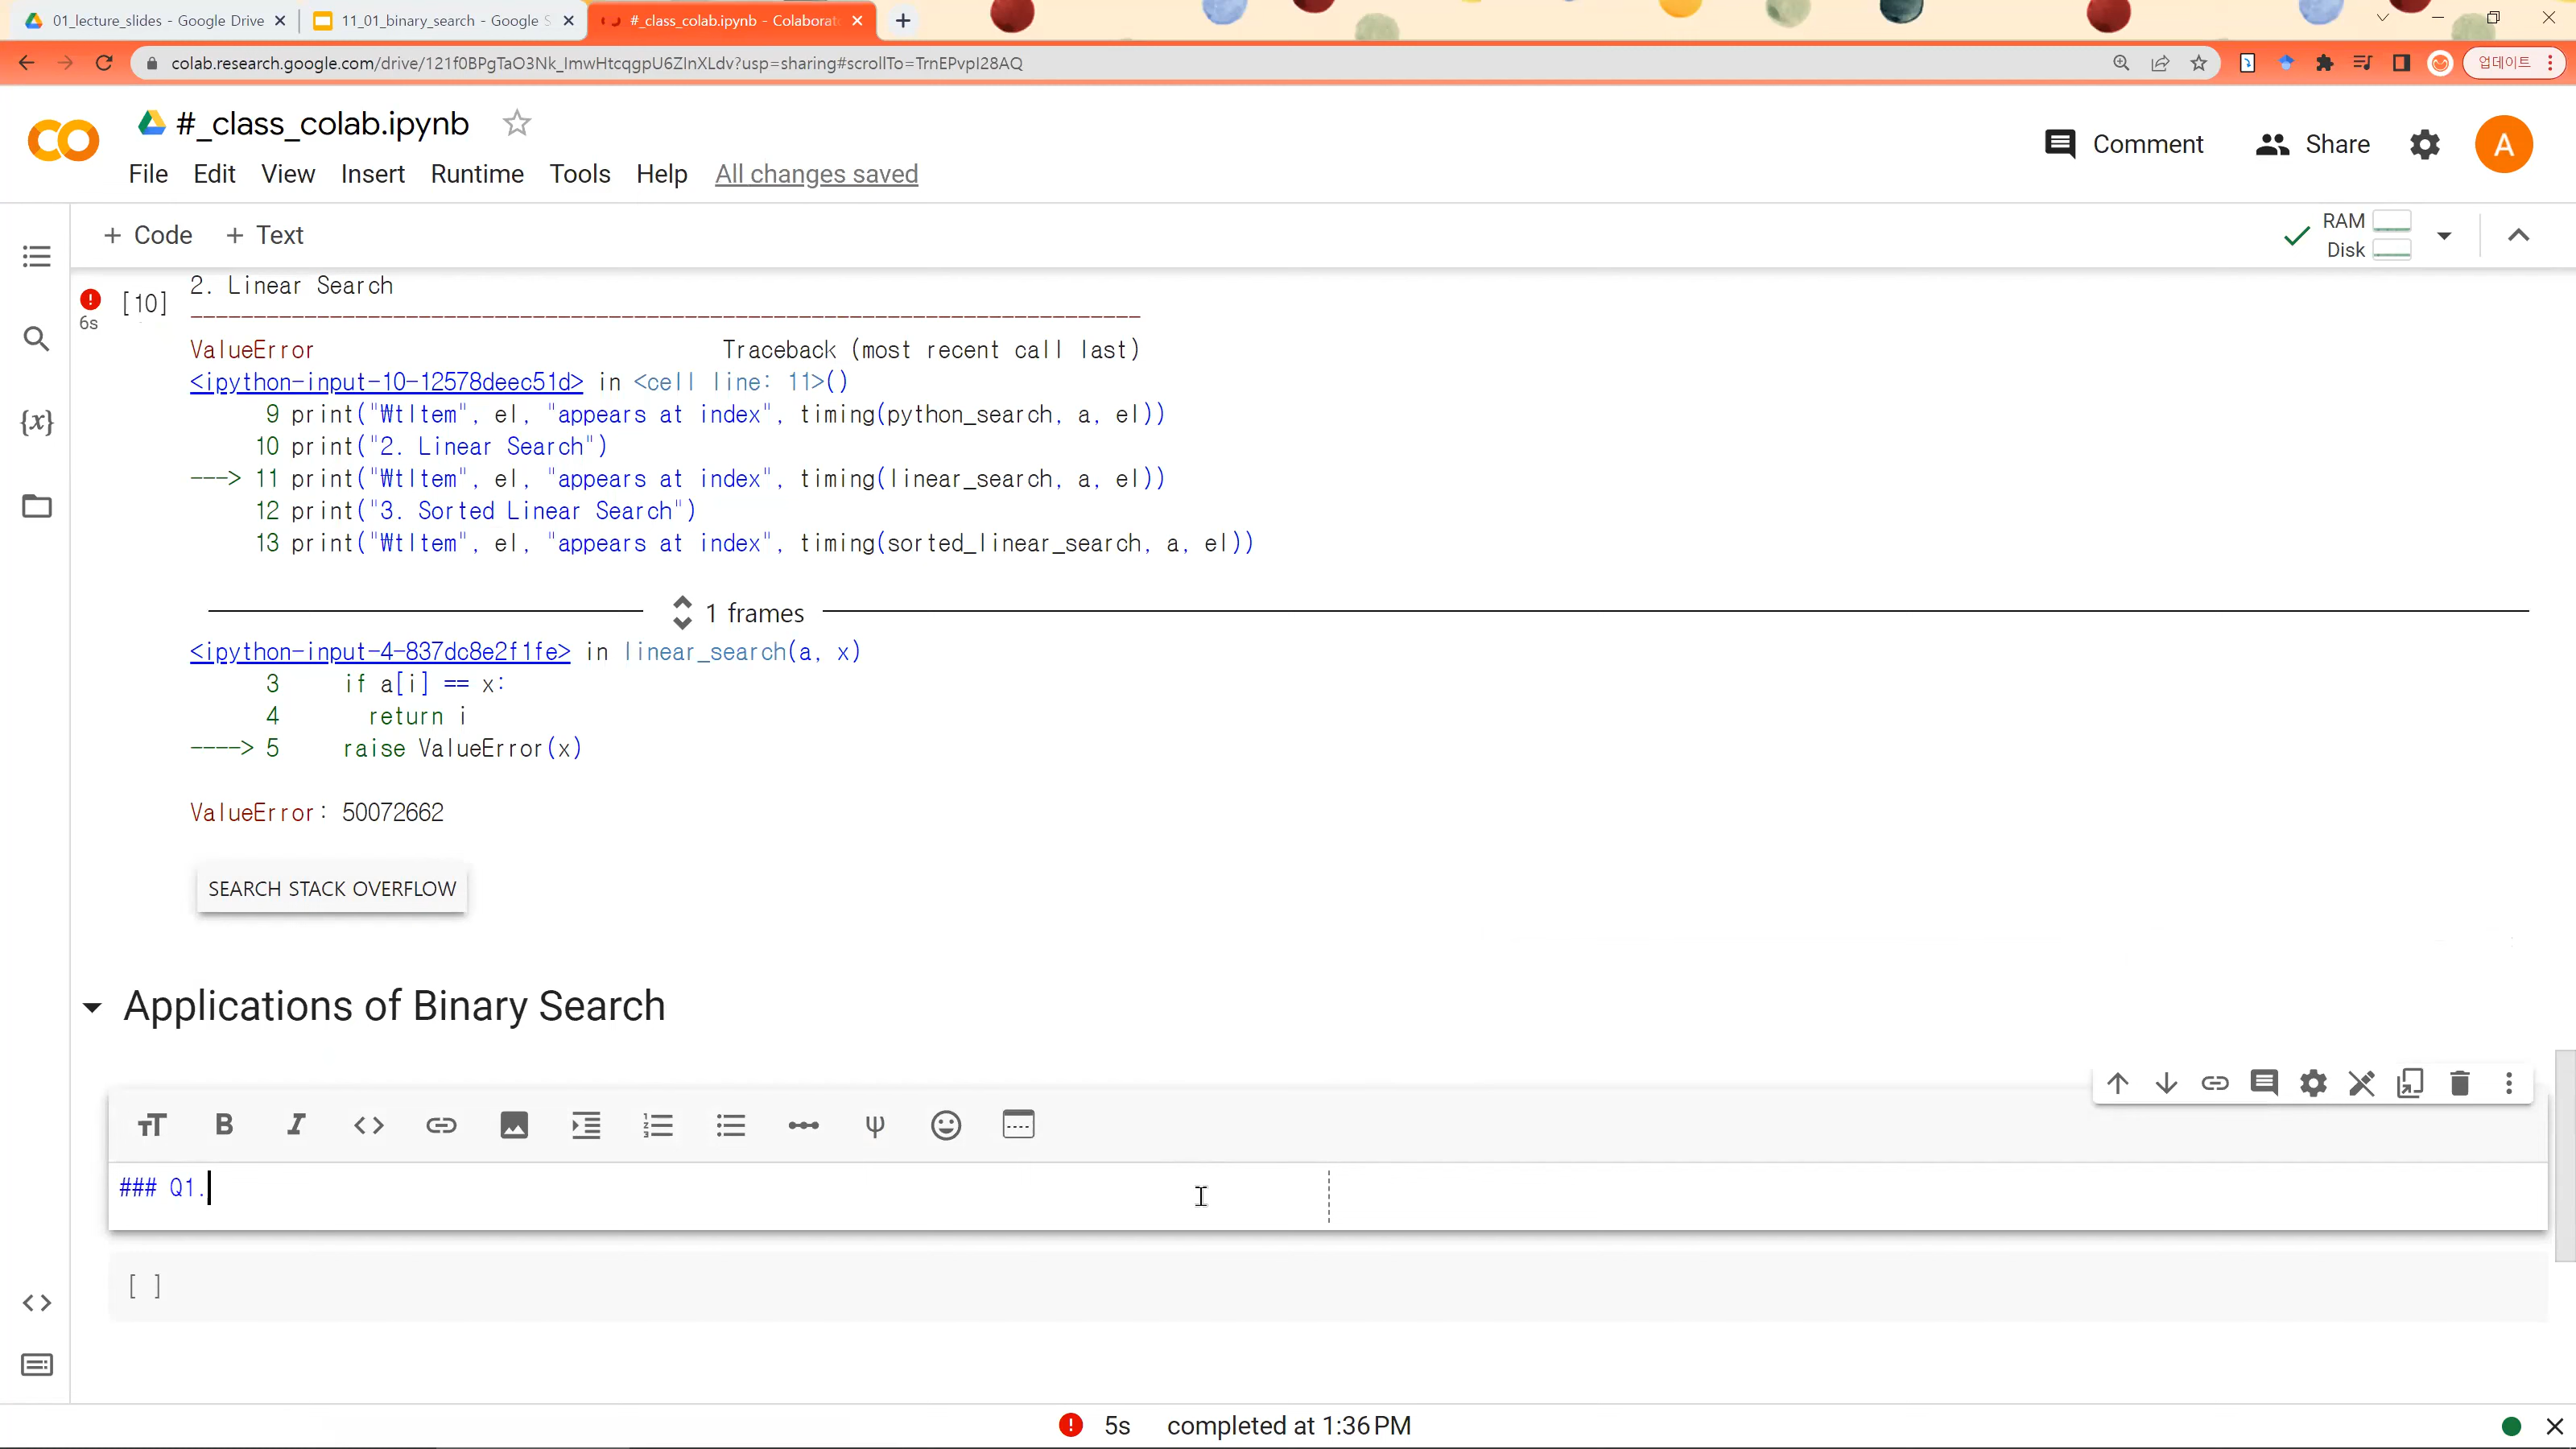 01_lecture_slides - Google Drive
11_01_binary_search - Google S
#_class_colab.ipynb - Colaborat
colab.research.google.com/drive/121f0BPgTaO3Nk_ImwHtcqgpU6ZInXLdv?usp=sharing#scrollTo=TrnEPvpI28AQ
업데이트
#_class_colab.ipynb
Comment
Share
A
File Edit View Insert Runtime Tools Help All changes saved
+ Code + Text
RAM
Disk
2. Linear Search
[10]
6s
---------------------------------------------------------------------------
ValueError Traceback (most recent call last)
<ipython-input-10-12578deec51d> in <cell line: 11>()
9 print("₩tItem", el, "appears at index", timing(python_search, a, el))
10 print("2. Linear Search")
---> 11 print("₩tItem", el, "appears at index", timing(linear_search, a, el))
12 print("3. Sorted Linear Search")
13 print("₩tItem", el, "appears at index", timing(sorted_linear_search, a, el))
1 frames
<ipython-input-4-837dc8e2f1fe> in linear_search(a, x)
3 if a[i] == x:
4 return i
----> 5 raise ValueError(x)
ValueError: 50072662
SEARCH STACK OVERFLOW
Applications of Binary Search
### Q1.
[ ]
5s completed at 1:36 PM